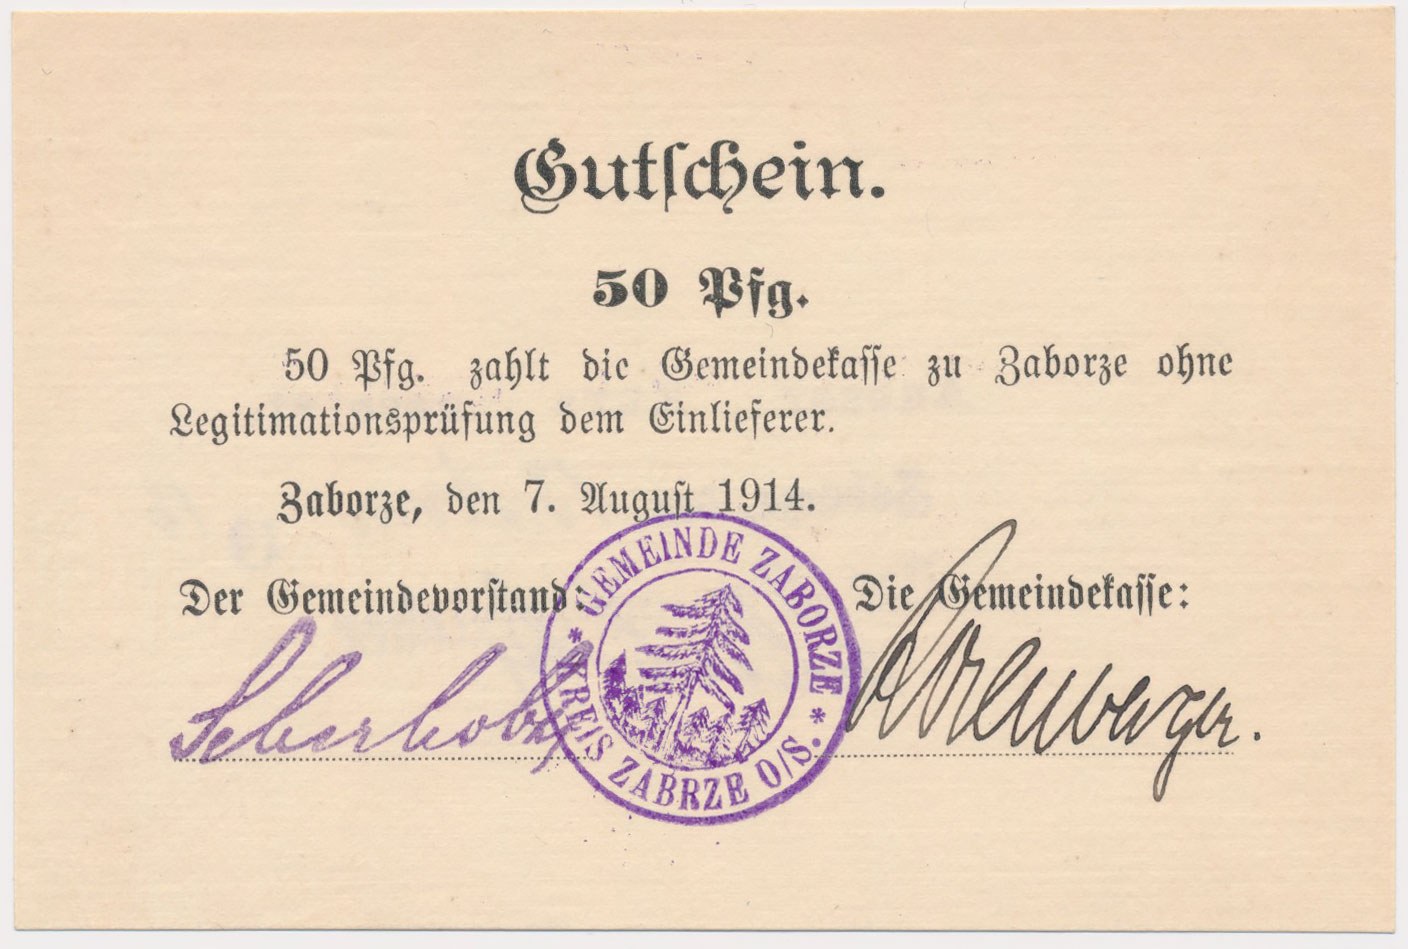 Gutschein.
50 Pfg.
50 Pfg. zahlt die Gemeindekasse zu Zaborze ohne
Legitimationsprüfung dem Einlieferer.
Zaborze, den 7. August 1914.
Der Gemeindevorstand:
Die Gemeindekasse:
* GEMEINDE ZABORZE *
KREIS ZABRZE O/S.